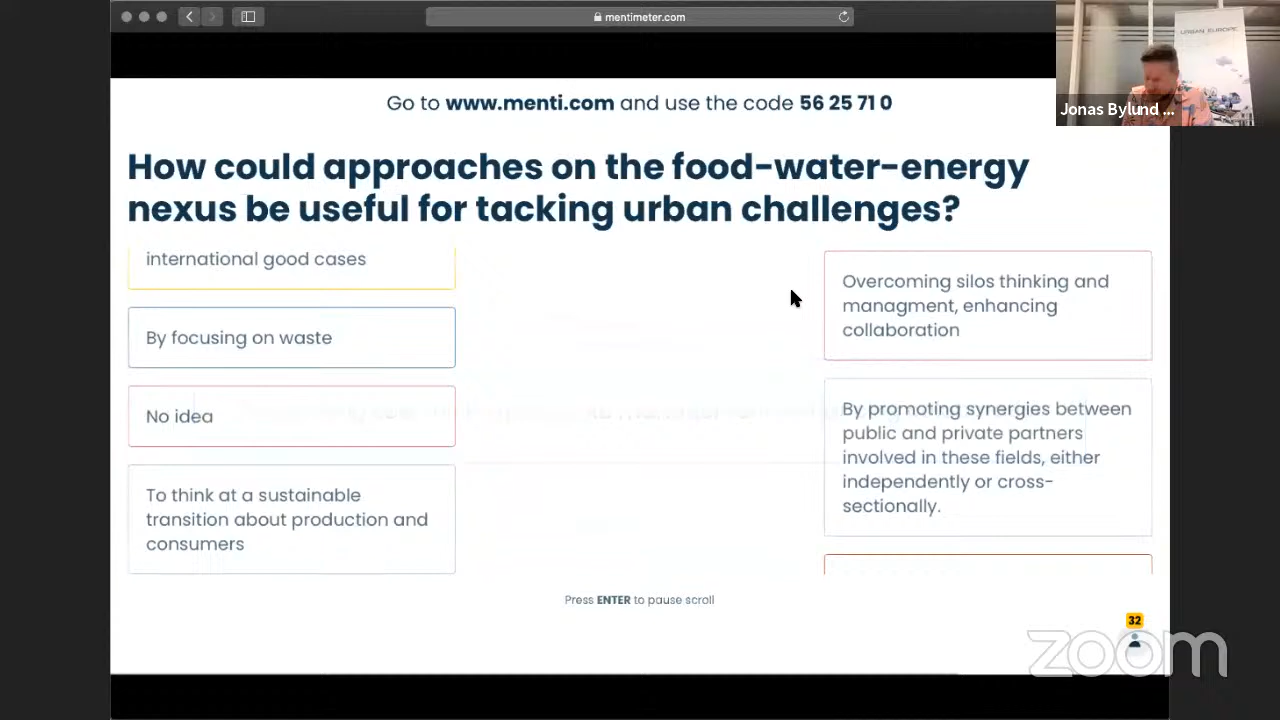 mentimeter.com
URBAN EUROPE
Jonas Bylund ...
Go to www.menti.com and use the code 56 25 71 0
How could approaches on the food-water-energy
nexus be useful for tacking urban challenges?
international good cases
By focusing on waste
No idea
To think at a sustainable
transition about production and
consumers
Overcoming silos thinking and
managment, enhancing
collaboration
By promoting synergies between
public and private partners
involved in these fields, either
independently or cross-
sectionally.
Press ENTER to pause scroll
32
zoom